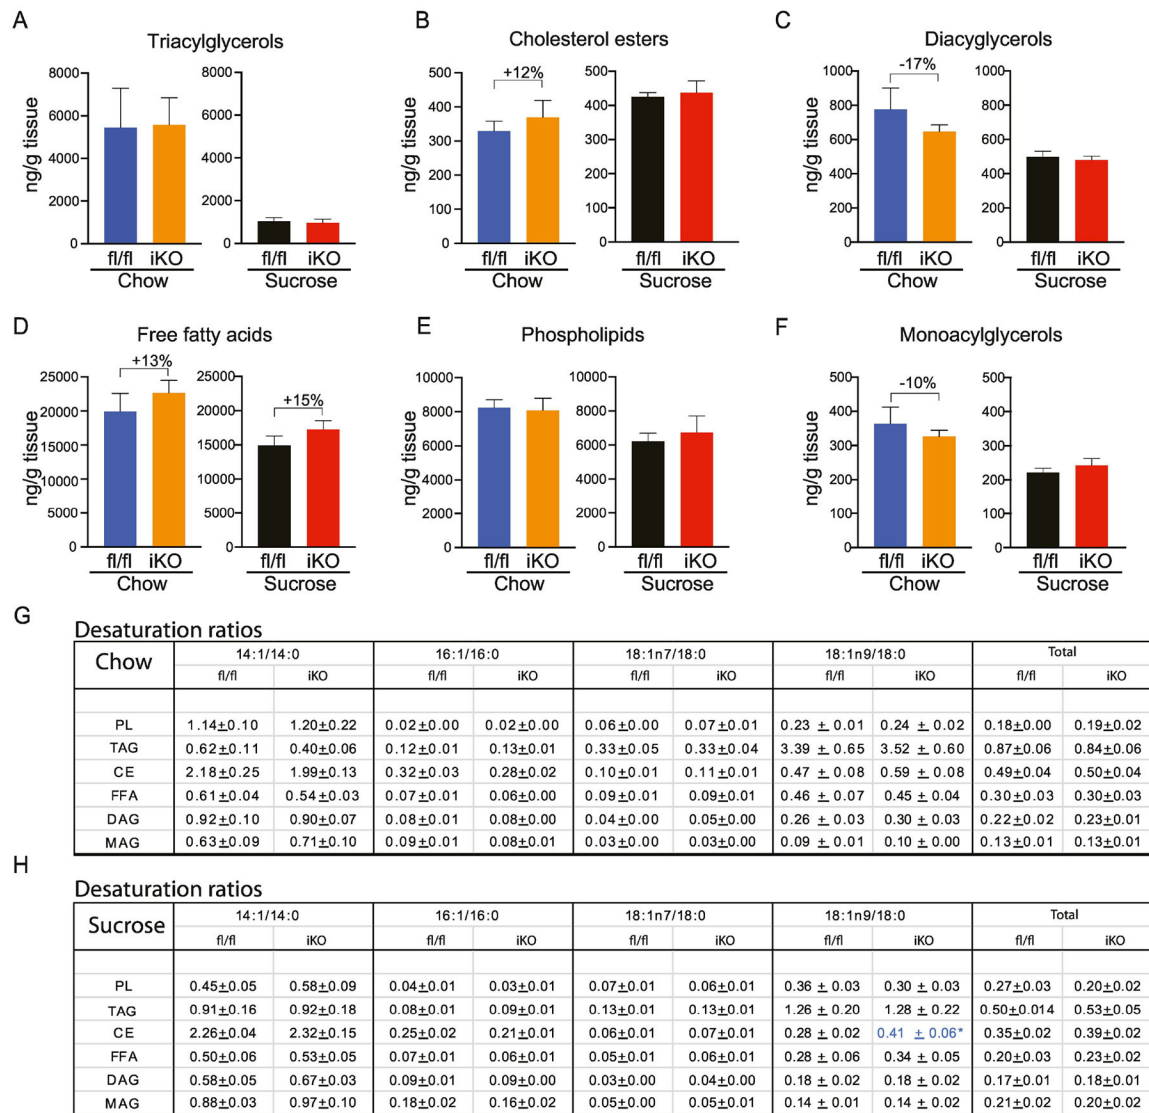 A
Triacylglycerols
ng/g tissue
8000
6000
4000
2000
0
fl/fl iKO
Chow
8000
6000
4000
2000
0
fl/fl iKO
Sucrose
B
Cholesterol esters
ng/g tissue
500
400
300
200
100
0
+12%
fl/fl iKO
Chow
500
400
300
200
100
0
fl/fl iKO
Sucrose
C
Diacyglycerols
ng/g tissue
1000
800
600
400
200
0
-17%
fl/fl iKO
Chow
1000
800
600
400
200
0
fl/fl iKO
Sucrose
D
Free fatty acids
ng/g tissue
25000
20000
15000
10000
15000
0
+13%
fl/fl iKO
Chow
25000
20000
15000
10000
15000
0
+15%
fl/fl iKO
Sucrose
E
Phospholipids
ng/g tissue
10000
8000
6000
4000
2000
0
fl/fl iKO
Chow
10000
8000
6000
4000
2000
0
fl/fl iKO
Sucrose
F
Monoacylglycerols
ng/g tissue
500
400
300
200
100
0
-10%
fl/fl iKO
Chow
500
400
300
200
100
0
fl/fl iKO
Sucrose
G
Desaturation ratios
Chow 14:1/14:0 16:1/16:0 18:1n7/18:0 18:1n9/18:0 Total
fl/fl iKO fl/fl iKO fl/fl iKO fl/fl iKO fl/fl iKO
PL 1.14±0.10 1.20±0.22 0.02±0.00 0.02±0.00 0.06±0.00 0.07±0.01 0.23 ± 0.01 0.24 ± 0.02 0.18±0.00 0.19±0.02
TAG 0.62±0.11 0.40±0.06 0.12±0.01 0.13±0.01 0.33±0.05 0.33±0.04 3.39 ± 0.65 3.52 ± 0.60 0.87±0.06 0.84±0.06
CE 2.18±0.25 1.99±0.13 0.32±0.03 0.28±0.02 0.10±0.01 0.11±0.01 0.47 ± 0.08 0.59 ± 0.08 0.49±0.04 0.50±0.04
FFA 0.61±0.04 0.54±0.03 0.07±0.01 0.06±0.00 0.09±0.01 0.09±0.01 0.46 ± 0.07 0.45 ± 0.04 0.30±0.03 0.30±0.03
DAG 0.92±0.10 0.90±0.07 0.08±0.01 0.08±0.00 0.04±0.00 0.05±0.00 0.26 ± 0.03 0.30 ± 0.03 0.22±0.02 0.23±0.01
MAG 0.63±0.09 0.71±0.10 0.09±0.01 0.08±0.01 0.03±0.00 0.03±0.00 0.09 ± 0.01 0.10 ± 0.00 0.13±0.01 0.13±0.01
H
Desaturation ratios
Sucrose 14:1/14:0 16:1/16:0 18:1n7/18:0 18:1n9/18:0 Total
fl/fl iKO fl/fl iKO fl/fl iKO fl/fl iKO fl/fl iKO
PL 0.45±0.05 0.58±0.09 0.04±0.01 0.03±0.01 0.07±0.01 0.06±0.01 0.36 ± 0.03 0.30 ± 0.03 0.27±0.03 0.20±0.02
TAG 0.91±0.16 0.92±0.18 0.08±0.01 0.09±0.01 0.13±0.01 0.13±0.01 1.26 ± 0.20 1.28 ± 0.22 0.50±0.014 0.53±0.05
CE 2.26±0.04 2.32±0.15 0.25±0.02 0.21±0.01 0.06±0.01 0.07±0.01 0.28 ± 0.02 0.41 ± 0.06* 0.35±0.02 0.39±0.02
FFA 0.50±0.06 0.53±0.05 0.07±0.01 0.06±0.01 0.05±0.01 0.06±0.01 0.28 ± 0.06 0.34 ± 0.05 0.20±0.03 0.23±0.02
DAG 0.58±0.05 0.67±0.03 0.09±0.01 0.09±0.00 0.03±0.00 0.04±0.00 0.18 ± 0.02 0.18 ± 0.02 0.17±0.01 0.18±0.01
MAG 0.88±0.03 0.97±0.10 0.18±0.02 0.16±0.02 0.05±0.00 0.05±0.01 0.14 ± 0.01 0.14 ± 0.02 0.21±0.02 0.20±0.02